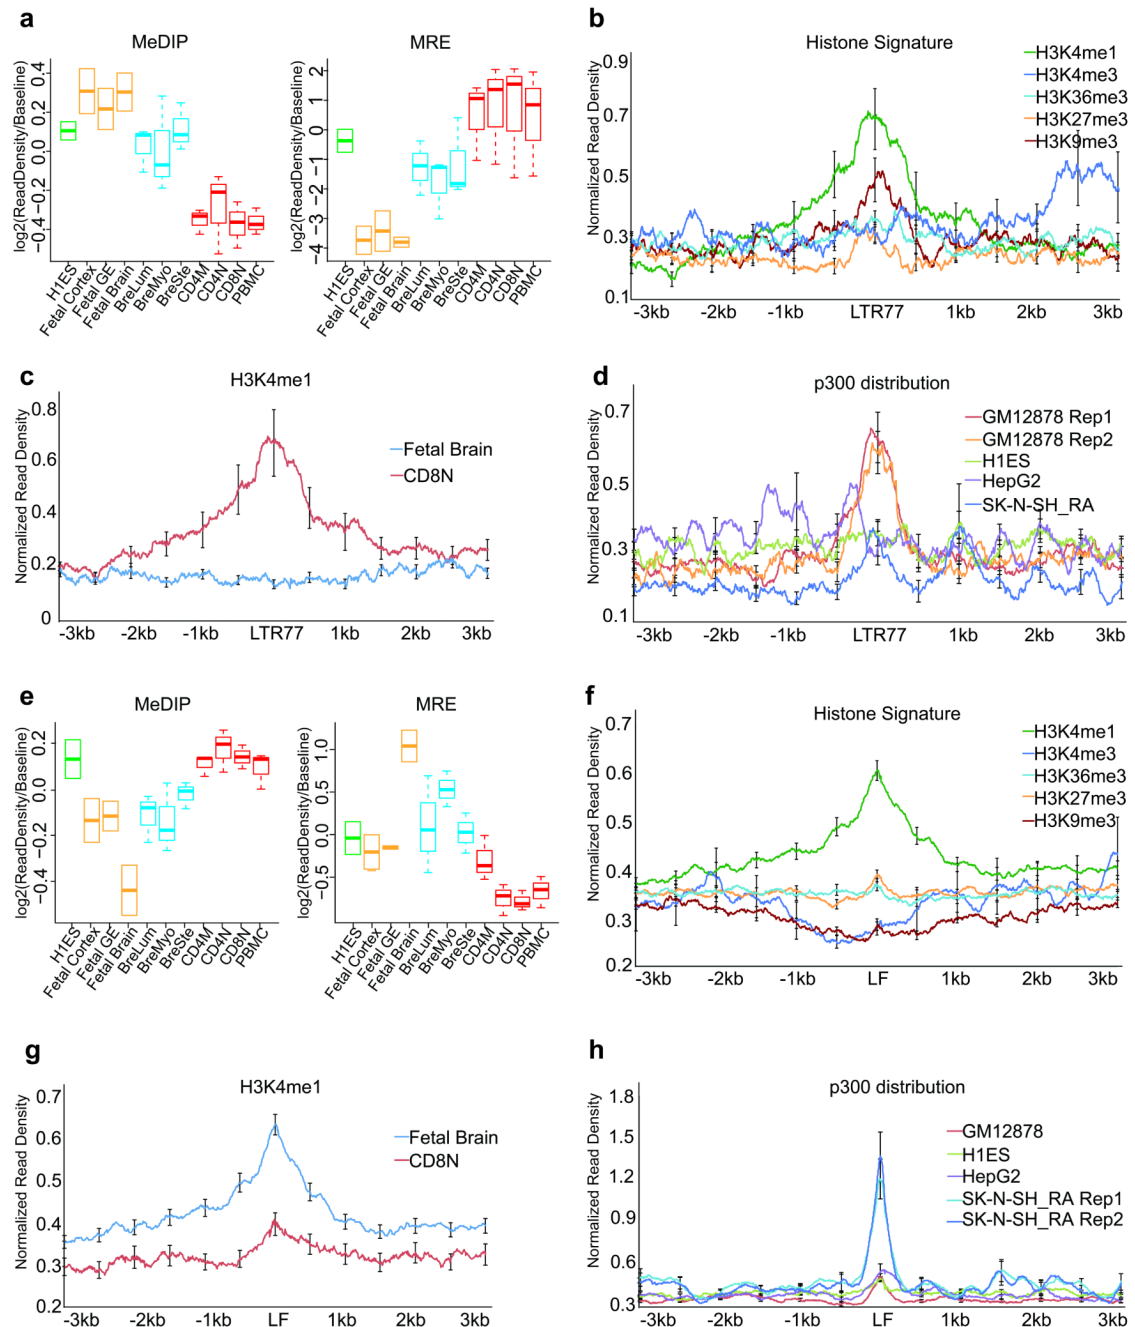 a
MeDIP
MRE
log2(ReadDensity/Baseline)
0.4
0.2
0.0
−0.2
−0.4
H1ES
Fetal Cortex
Fetal GE
Fetal Brain
BreLum
BreMyo
BreSte
CD4M
CD4N
CD8N
PBMC
log2(ReadDensity/Baseline)
2
1
0
−1
−2
−3
−4
H1ES
Fetal Cortex
Fetal GE
Fetal Brain
BreLum
BreMyo
BreSte
CD4M
CD4N
CD8N
PBMC
b
Histone Signature
Normalized Read Density
0.9
0.7
0.5
0.3
0.1
H3K4me1
H3K4me3
H3K36me3
H3K27me3
H3K9me3
-3kb -2kb -1kb LTR77 1kb 2kb 3kb
c
H3K4me1
Normalized Read Density
0.8
0.6
0.4
0.2
0
Fetal Brain
CD8N
-3kb -2kb -1kb LTR77 1kb 2kb 3kb
d
p300 distribution
Normalized Read Density
0.7
0.5
0.3
0.1
GM12878 Rep1
GM12878 Rep2
H1ES
HepG2
SK-N-SH_RA
-3kb -2kb -1kb LTR77 1kb 2kb 3kb
e
MeDIP
MRE
log2(ReadDensity/Baseline)
0.2
0.0
−0.2
−0.4
H1ES
Fetal Cortex
Fetal GE
Fetal Brain
BreLum
BreMyo
BreSte
CD4M
CD4N
CD8N
PBMC
log2(ReadDensity/Baseline)
1.0
0.5
0.0
−0.5
H1ES
Fetal Cortex
Fetal GE
Fetal Brain
BreLum
BreMyo
BreSte
CD4M
CD4N
CD8N
PBMC
f
Histone Signature
Normalized Read Density
0.7
0.6
0.5
0.4
0.3
0.2
H3K4me1
H3K4me3
H3K36me3
H3K27me3
H3K9me3
-3kb -2kb -1kb LF 1kb 2kb 3kb
g
H3K4me1
Normalized Read Density
0.7
0.6
0.5
0.4
0.3
0.2
Fetal Brain
CD8N
-3kb -2kb -1kb LF 1kb 2kb 3kb
h
p300 distribution
Normalized Read Density
1.8
1.5
1.2
0.9
0.6
0.3
GM12878
H1ES
HepG2
SK-N-SH_RA Rep1
SK-N-SH_RA Rep2
-3kb -2kb -1kb LF 1kb 2kb 3kb